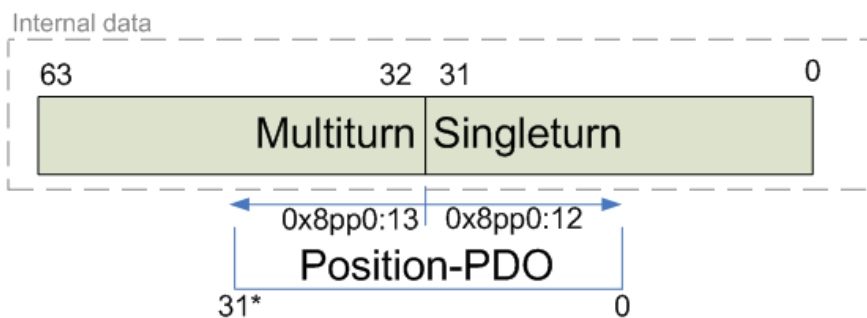 Internal data
63 32 31 0
Multiturn Singleturn
0x8pp0:13 0x8pp0:12
Position-PDO
31* 0